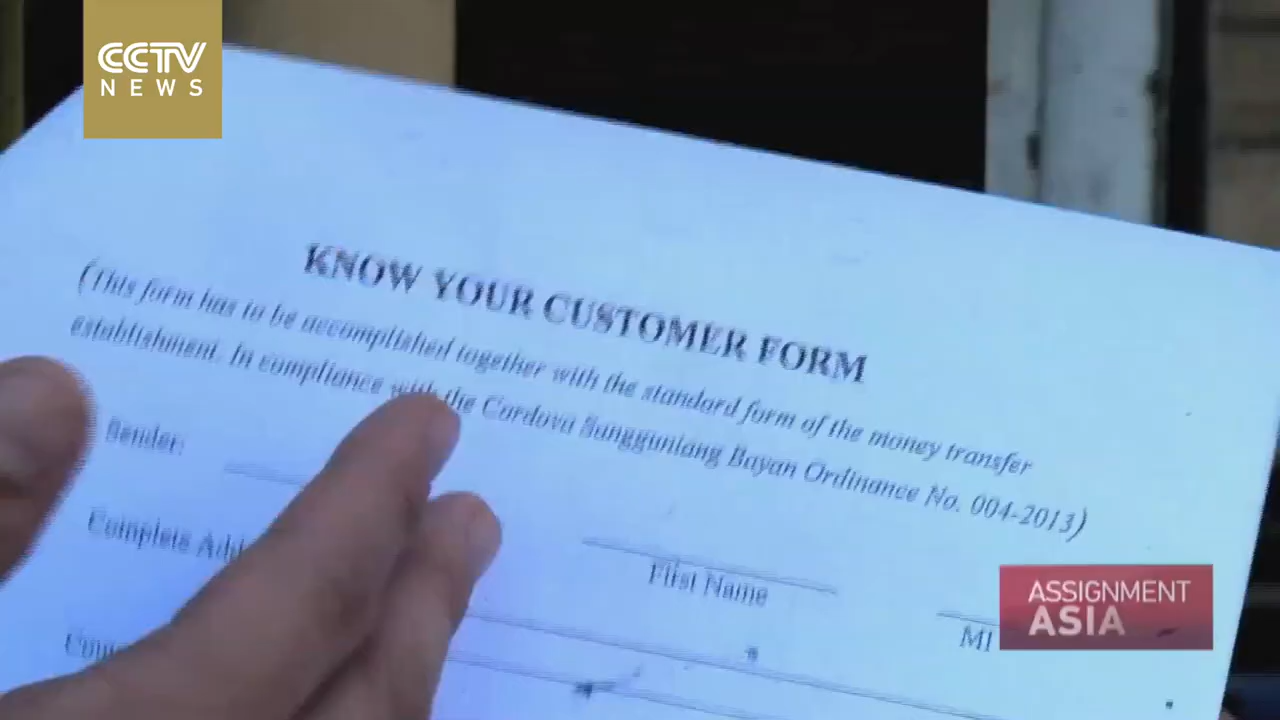 CCTV
NEWS
KNOW YOUR CUSTOMER FORM
(This form has to be accomplished together with the standard form of the money transfer
establishment. In compliance with the Cordova Sangguniang Bayan Ordinance No. 004-2013)
Sender:
First Name
MI
Complete
ASSIGNMENT
ASIA